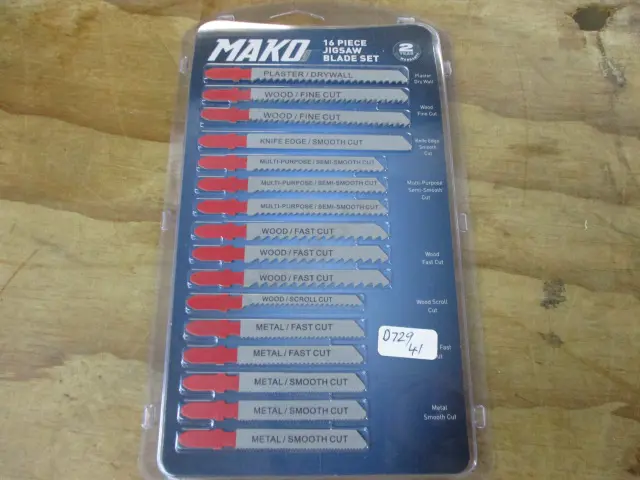 MAKO
16 PIECE
JIGSAW
BLADE SET
2
YEAR
PLASTER / DRYWALL
Plaster
Dry Wall
WOOD / FINE CUT
WOOD / FINE CUT
Wood
Fine Cut
KNIFE EDGE / SMOOTH CUT
Knife Edge
Smooth
Cut
MULTI-PURPOSE / SEMI-SMOOTH CUT
MULTI-PURPOSE / SEMI-SMOOTH CUT
MULTI-PURPOSE / SEMI-SMOOTH CUT
Multi-Purpose
Semi-Smooth
Cut
WOOD / FAST CUT
WOOD / FAST CUT
WOOD / FAST CUT
Wood
Fast Cut
WOOD / SCROLL CUT
Wood Scroll
Cut
METAL / FAST CUT
METAL / FAST CUT
D729
41
Fast
METAL / SMOOTH CUT
METAL / SMOOTH CUT
METAL / SMOOTH CUT
Metal
Smooth Cut